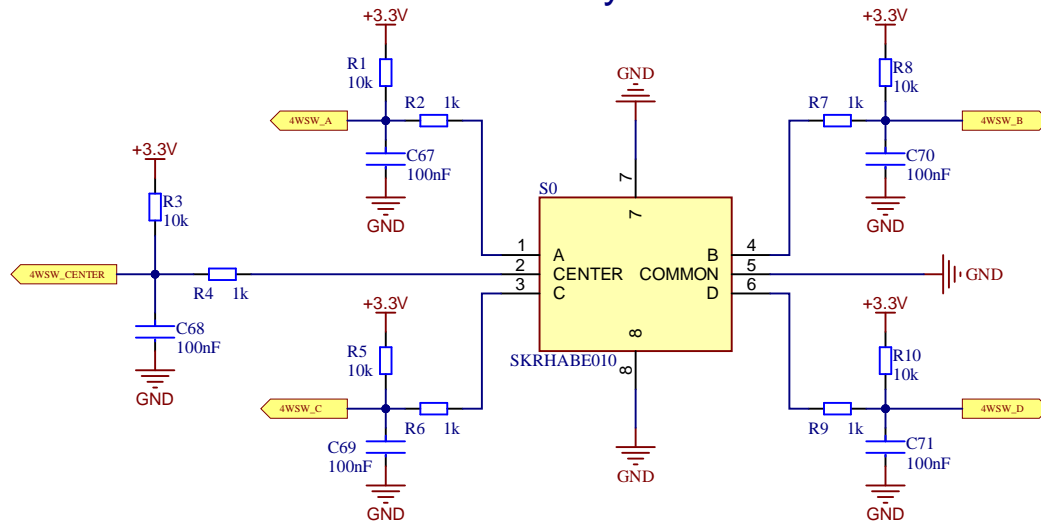 +3.3V
R1
10k
R2 1k
4WSW_A
C67
100nF
GND
+3.3V
R3
10k
4WSW_CENTER
R4 1k
C68
100nF
GND
+3.3V
R5
10k
4WSW_C
R6 1k
C69
100nF
GND
GND
7
7
S0
1 A
2 CENTER
3 C
B 4
COMMON 5
D 6
8
8
SKRHABE010
GND
+3.3V
R8
10k
R7 1k
4WSW_B
C70
100nF
GND
GND
+3.3V
R10
10k
4WSW_D
R9 1k
C71
100nF
GND